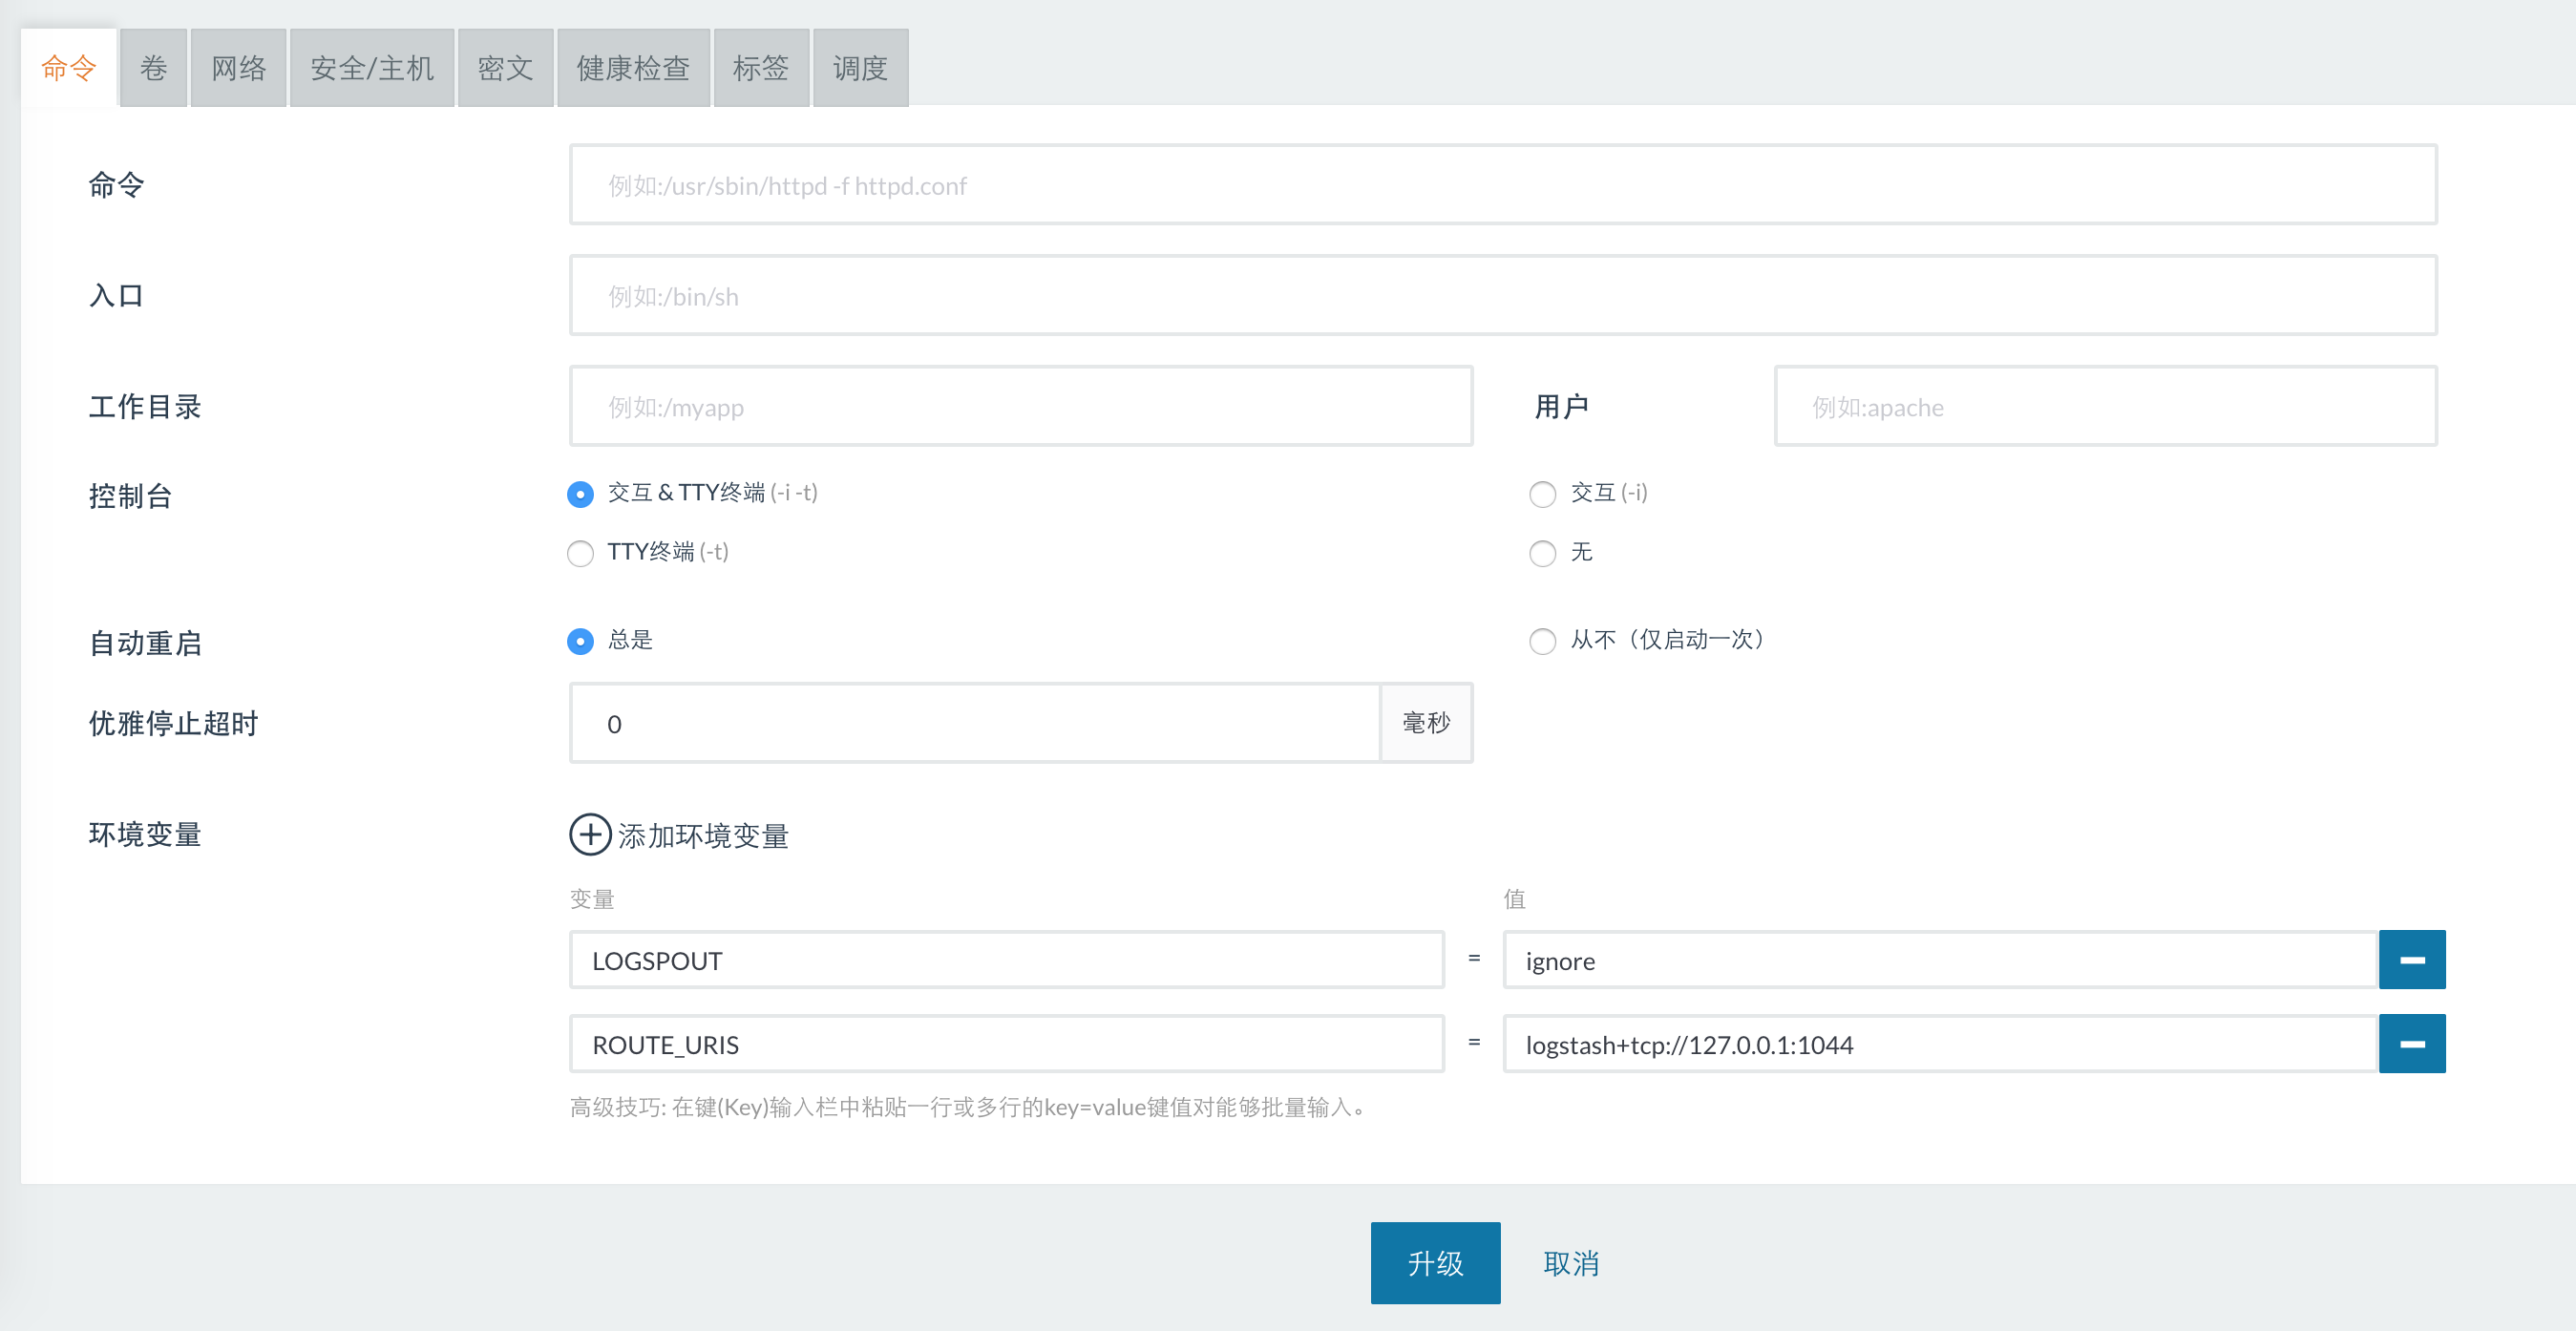 命令 卷 网络 安全/主机 密文 健康检查 标签 调度
命令 例如:/usr/sbin/httpd -f httpd.conf
入口 例如:/bin/sh
工作目录 例如:/myapp 用户 例如:apache
控制台 交互 & TTY终端 (-i -t) 交互 (-i)
TTY终端 (-t) 无
自动重启 总是 从不（仅启动一次）
优雅停止超时 0 毫秒
环境变量 添加环境变量
变量 值
LOGSPOUT = ignore
ROUTE_URIS = logstash+tcp://127.0.0.1:1044
高级技巧: 在键(Key)输入栏中粘贴一行或多行的key=value键值对能够批量输入。
升级 取消